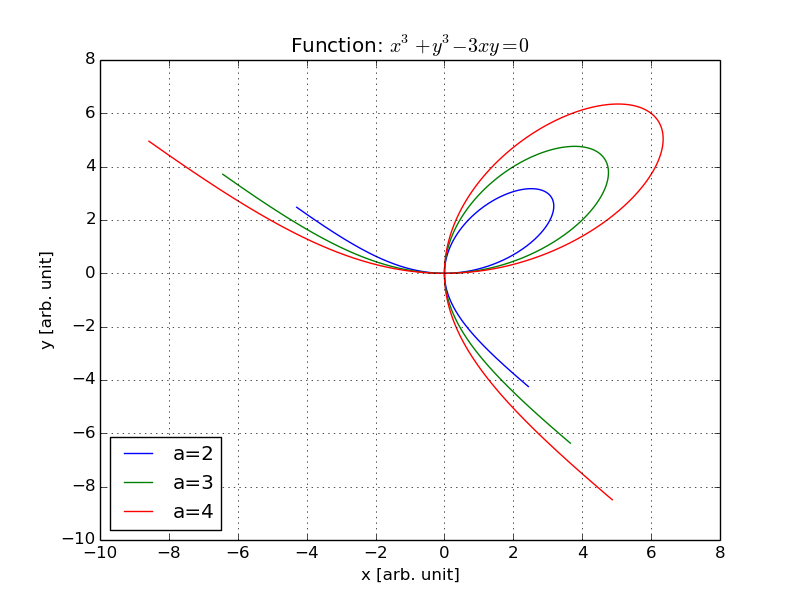 Function: x³ + y³ − 3xy = 0
8
6
4
2
0
−2
−4
−6
−8
−10
y [arb. unit]
a=2
a=3
a=4
−10 −8 −6 −4 −2 0 2 4 6 8
x [arb. unit]